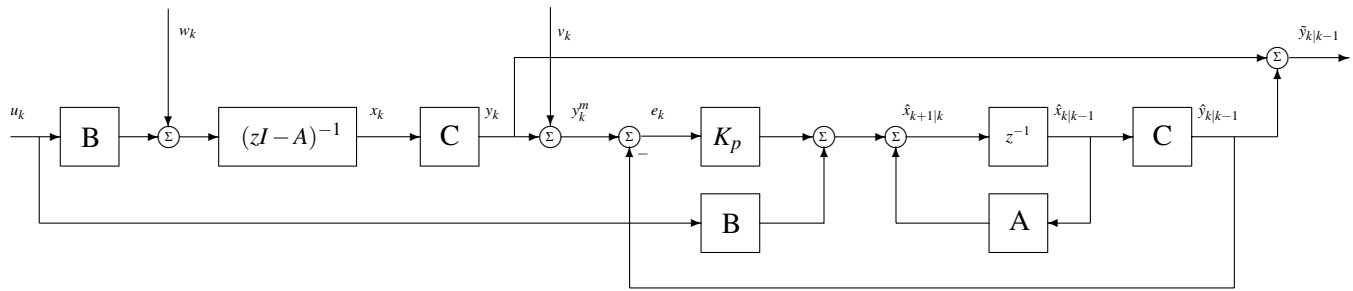 w_k
v_k
ỹ_{k|k−1}
Σ
u_k
x_k
y_k
y_k^m
e_k
x̂_{k+1|k}
x̂_{k|k−1}
ŷ_{k|k−1}
B
Σ
(zI − A)^{−1}
C
Σ
Σ
K_p
Σ
Σ
z^{−1}
C
−
B
A